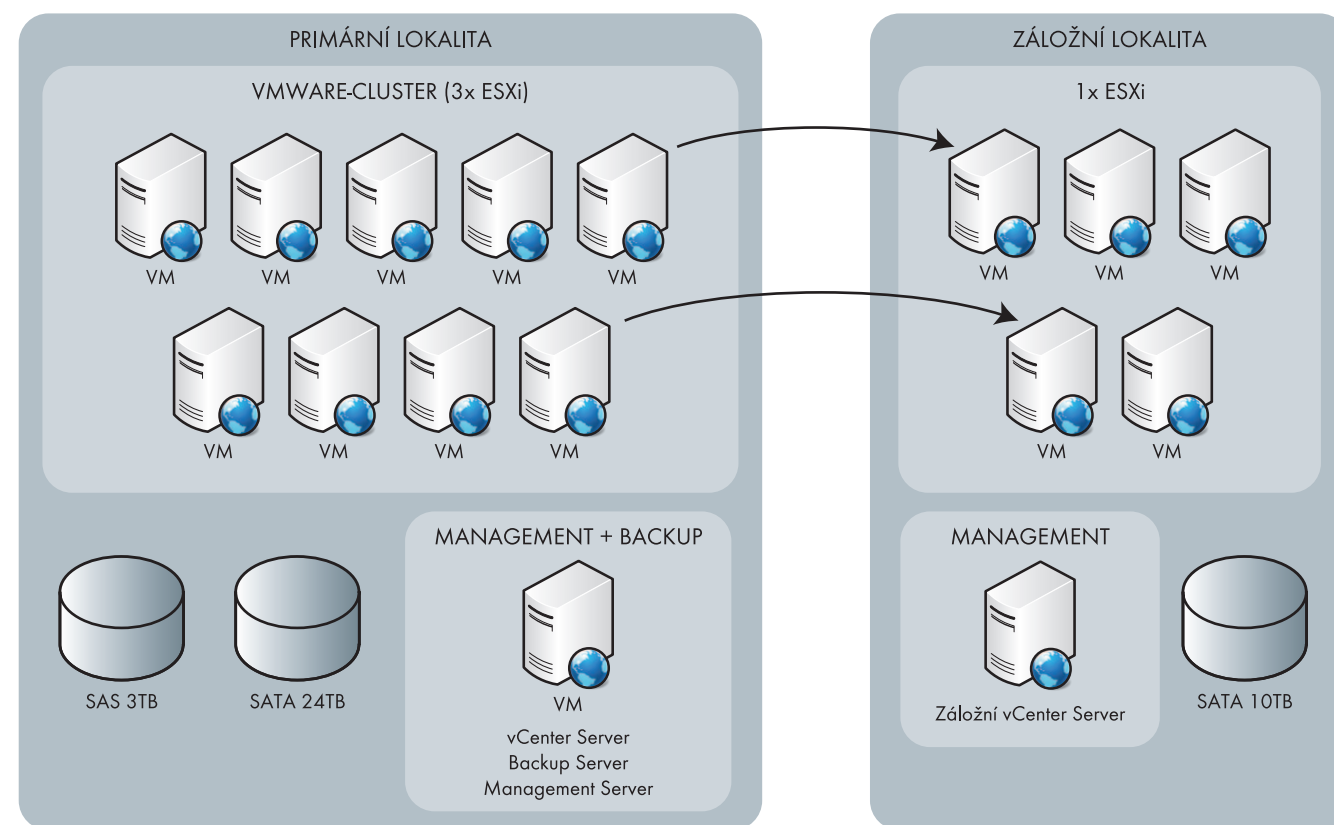 PRIMÁRNÍ LOKALITA
VMWARE-CLUSTER (3x ESXi)
VM VM VM VM VM
VM VM VM VM
SAS 3TB
SATA 24TB
MANAGEMENT + BACKUP
VM
vCenter Server
Backup Server
Management Server
ZÁLOŽNÍ LOKALITA
1x ESXi
VM VM VM
VM VM
MANAGEMENT
Záložní vCenter Server
SATA 10TB